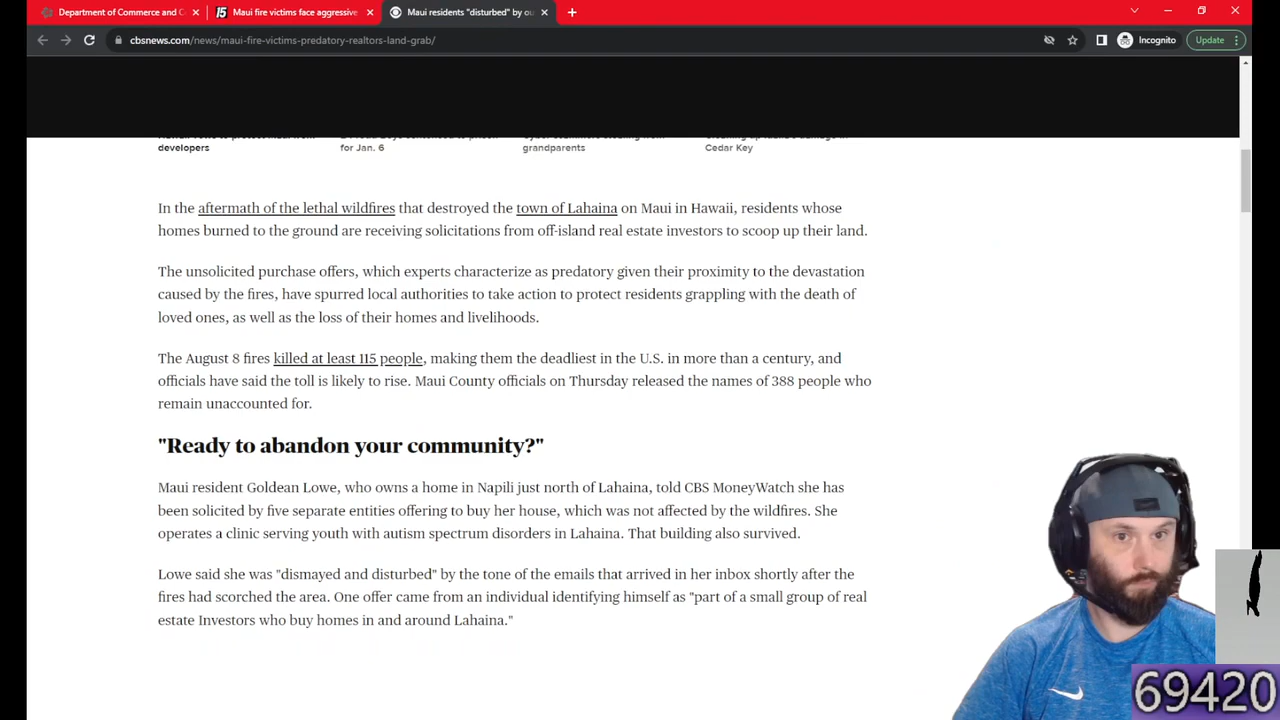 Department of Commerce and C
Maui fire victims face aggressive
Maui residents "disturbed" by ou
cbsnews.com/news/maui-fire-victims-predatory-realtors-land-grab/
Incognito
Update
developers
for Jan. 6
grandparents
Cedar Key
In the aftermath of the lethal wildfires that destroyed the town of Lahaina on Maui in Hawaii, residents whose
homes burned to the ground are receiving solicitations from off-island real estate investors to scoop up their land.
The unsolicited purchase offers, which experts characterize as predatory given their proximity to the devastation
caused by the fires, have spurred local authorities to take action to protect residents grappling with the death of
loved ones, as well as the loss of their homes and livelihoods.
The August 8 fires killed at least 115 people, making them the deadliest in the U.S. in more than a century, and
officials have said the toll is likely to rise. Maui County officials on Thursday released the names of 388 people who
remain unaccounted for.
"Ready to abandon your community?"
Maui resident Goldean Lowe, who owns a home in Napili just north of Lahaina, told CBS MoneyWatch she has
been solicited by five separate entities offering to buy her house, which was not affected by the wildfires. She
operates a clinic serving youth with autism spectrum disorders in Lahaina. That building also survived.
Lowe said she was "dismayed and disturbed" by the tone of the emails that arrived in her inbox shortly after the
fires had scorched the area. One offer came from an individual identifying himself as "part of a small group of real
estate Investors who buy homes in and around Lahaina."
69420